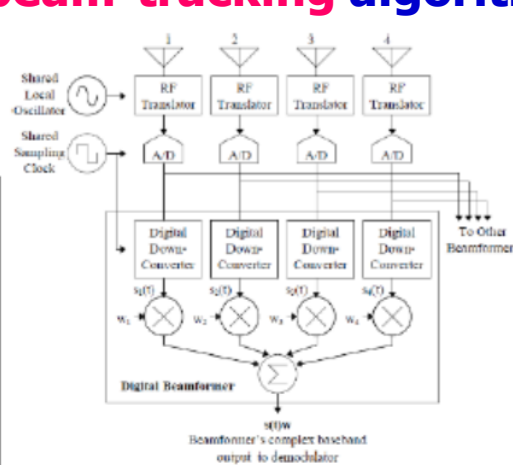 beam-tracking algorit
1 2 3 4
Shared
Local
Oscillator
RF
Translator
RF
Translator
RF
Translator
RF
Translator
Shared
Sampling
Clock
A/D A/D A/D A/D
To Other
Beamformer
Digital
Down-
Converter
Digital
Down-
Converter
Digital
Down-
Converter
Digital
Down-
Converter
s₁(t) s₂(t) s₃(t) s₄(t)
w₁ w₂ w₃ w₄
Σ
Digital Beamformer
s(t)w
Beamformer's complex baseband
output to demodulator